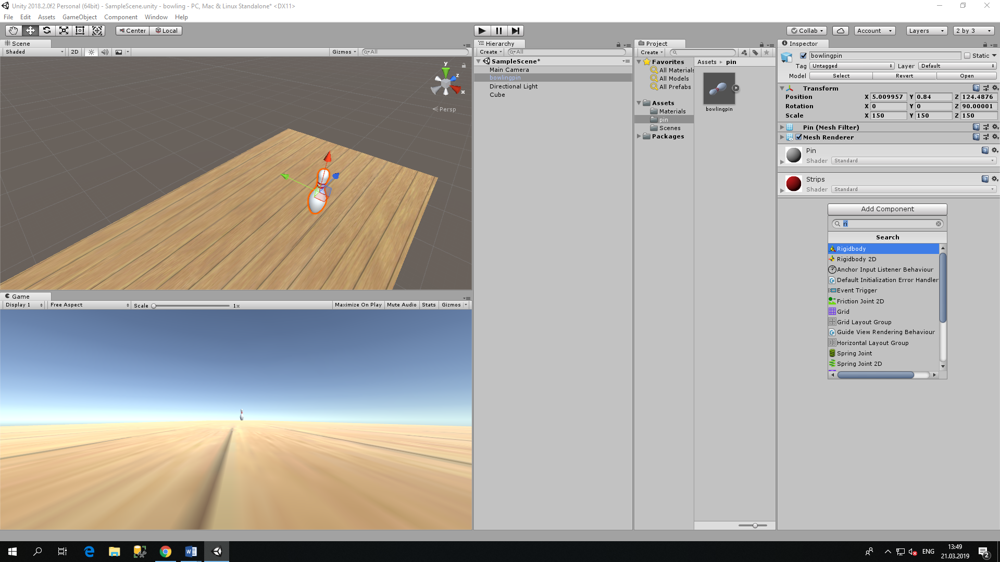 Unity 2018.2.0f2 Personal (64bit) - SampleScene.unity - bowling - PC, Mac & Linux Standalone* <DX11>
File Edit Assets GameObject Component Window Help
Center Local
Collab Account Layers 2 by 3
Scene
Shaded 2D Gizmos All
y
z
x
Persp
Game
Display 1 Free Aspect Scale 1x Maximize On Play Mute Audio Stats Gizmos
Hierarchy
Create All
SampleScene*
Main Camera
bowlingpin
Directional Light
Cube
Project
Create
Favorites
All Materials
All Models
All Prefabs
Assets
Materials
pin
Scenes
Packages
Assets pin
bowlingpin
Inspector
bowlingpin Static
Tag Untagged Layer Default
Model Select Revert Open
Transform
Position X 5.009957 Y 0.84 Z 124.4876
Rotation X 0 Y 0 Z 90.00001
Scale X 150 Y 150 Z 150
Pin (Mesh Filter)
Mesh Renderer
Pin
Shader Standard
Strips
Shader Standard
Add Component
ri
Search
Rigidbody
Rigidbody 2D
Anchor Input Listener Behaviour
Default Initialization Error Handler
Event Trigger
Friction Joint 2D
Grid
Grid Layout Group
Guide View Rendering Behaviour
Horizontal Layout Group
Spring Joint
Spring Joint 2D
ENG
13:49
21.03.2019
2